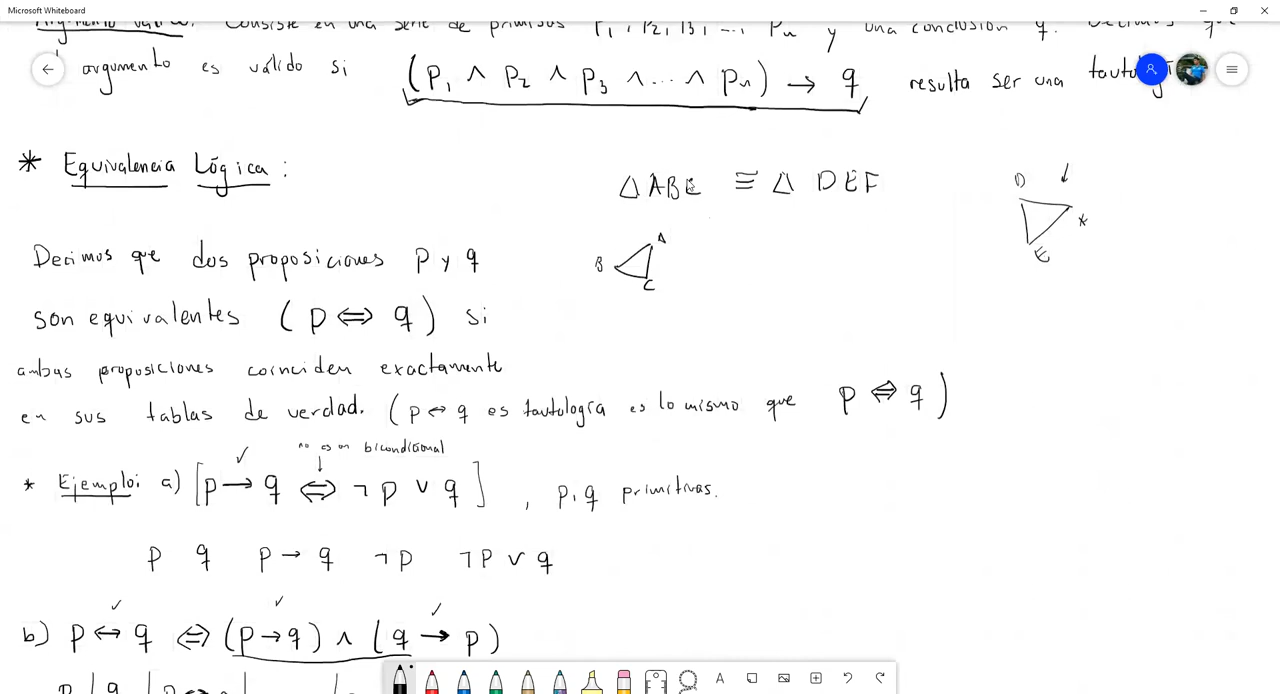 Microsoft Whiteboard
Argumento válido: Consiste en una serie de primisas P1, P2, P3, ..., Pn y una conclusión q. Decimos que
argumento es válido si (P1 ∧ P2 ∧ P3 ∧ ... ∧ Pn) → q resulta ser una
* Equivalencia Lógica:
△ ABC ≅ △ DEF
D
E
A
B
C
Decimos que dos proposiciones p y q
son equivalentes (p ⇔ q) si
ambas proposiciones coinciden exactamente
en sus tablas de verdad. (p ↔ q es tautología es lo mismo que p ⇔ q)
no es un bicondicional
* Ejemplo: a) [p → q ⇔ ¬p ∨ q], p, q primitivas.
p q p → q ¬p ¬p ∨ q
b) p ↔ q ⇔ (p → q) ∧ (q → p)
p | q | p ↔